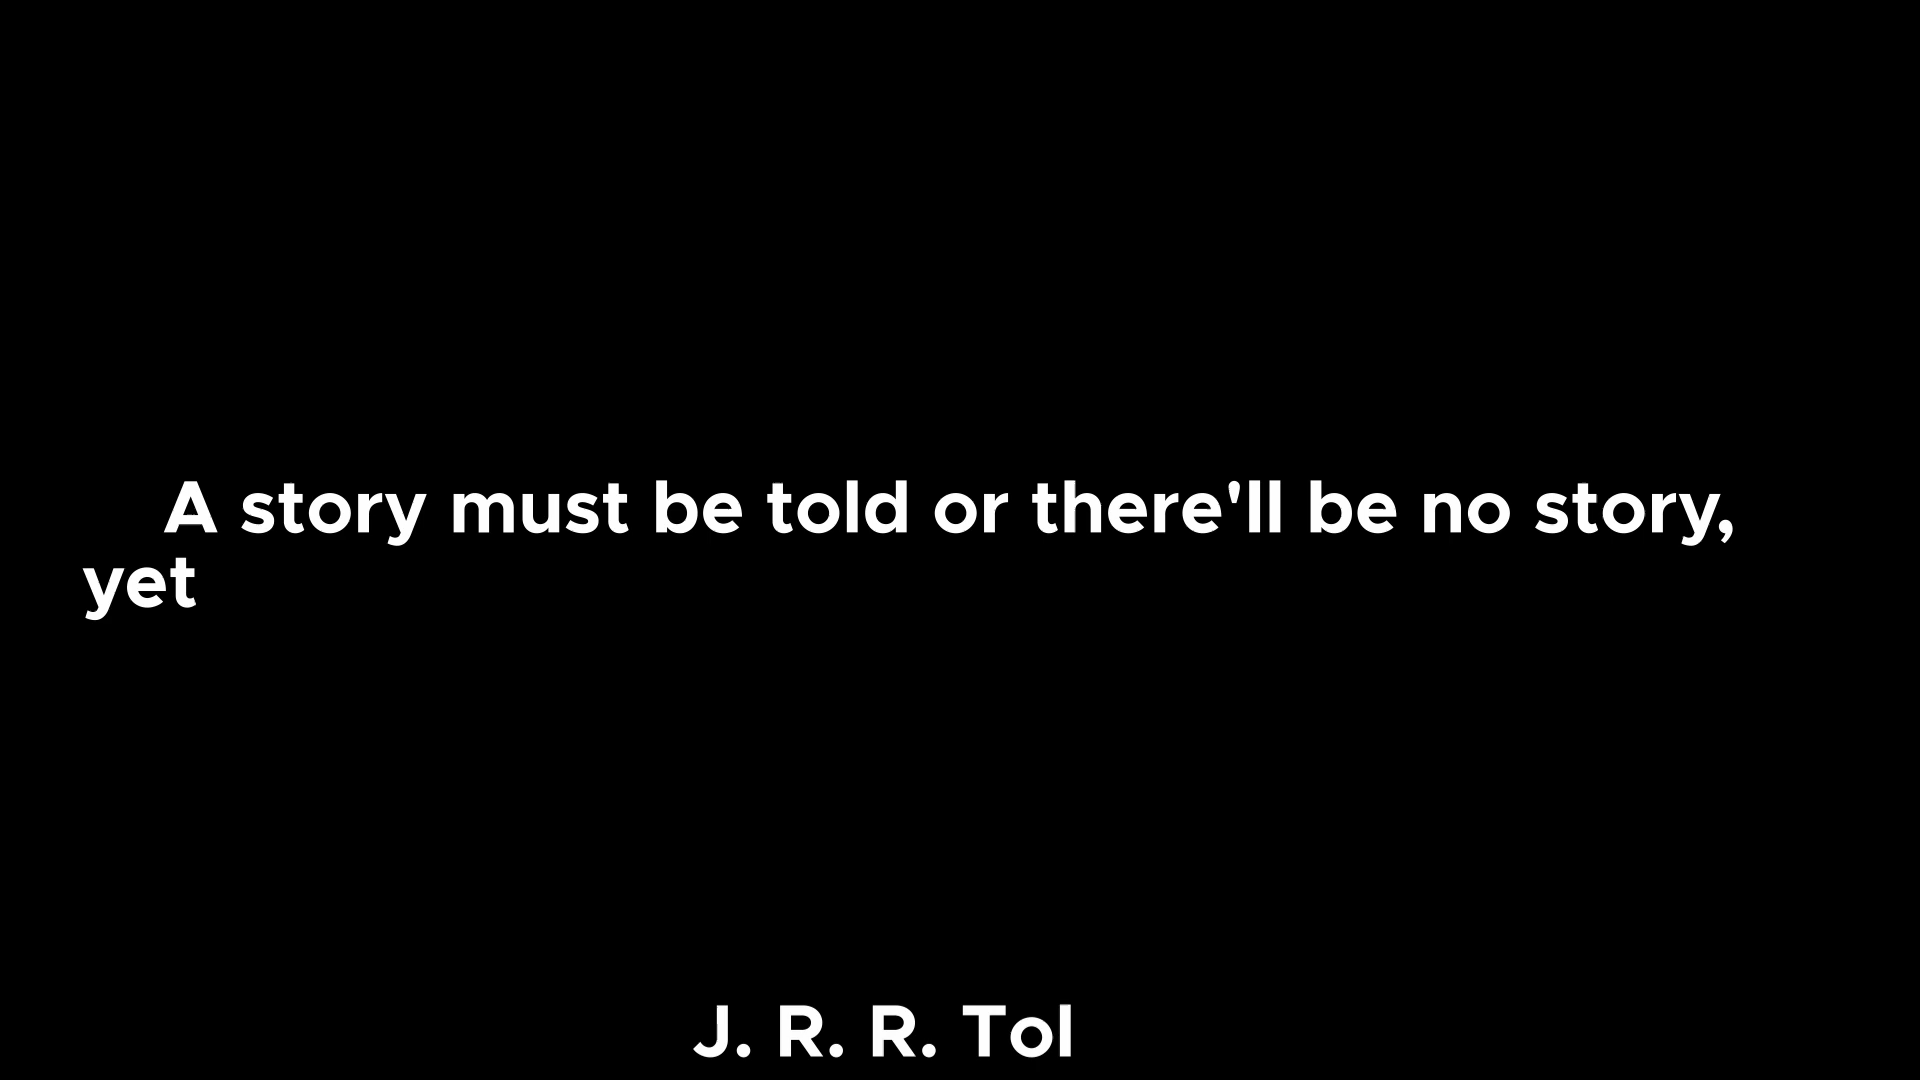 A story must be told or there'll be no story,
yet
J. R. R. Tol